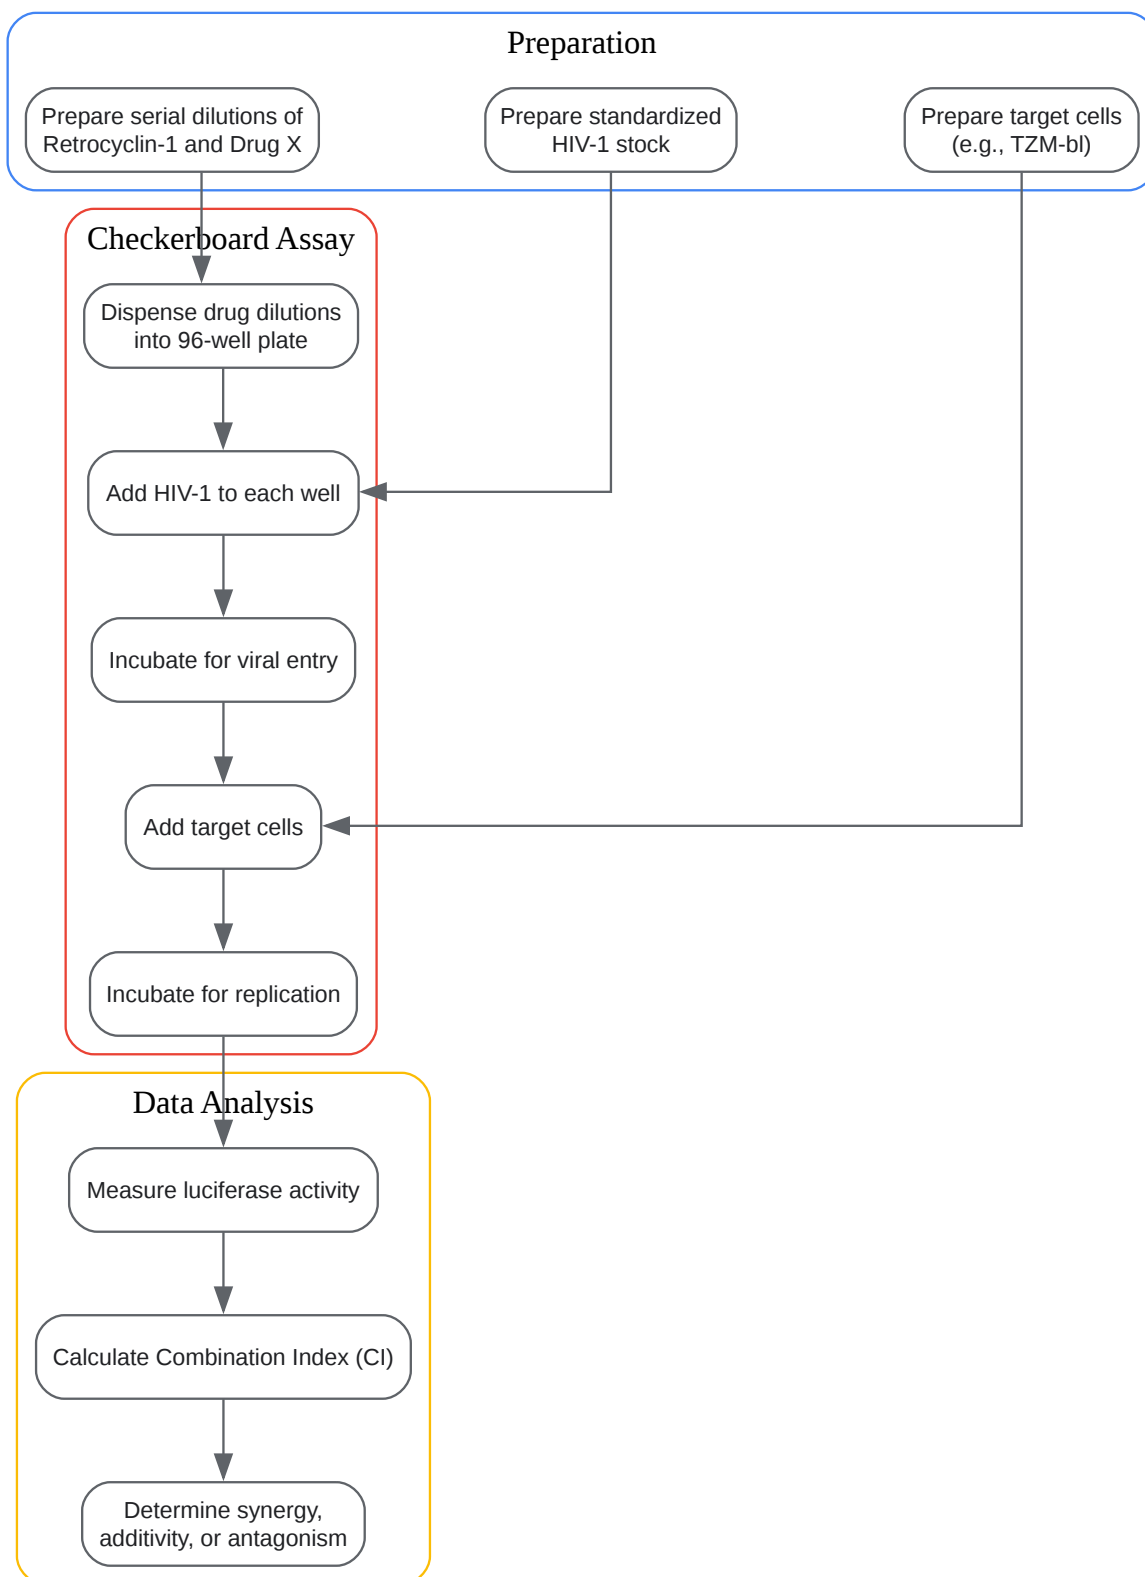 Preparation
Prepare serial dilutions of
Retrocyclin-1 and Drug X
Prepare standardized
HIV-1 stock
Prepare target cells
(e.g., TZM-bl)
Checkerboard Assay
Dispense drug dilutions
into 96-well plate
Add HIV-1 to each well
Incubate for viral entry
Add target cells
Incubate for replication
Data Analysis
Measure luciferase activity
Calculate Combination Index (CI)
Determine synergy,
additivity, or antagonism